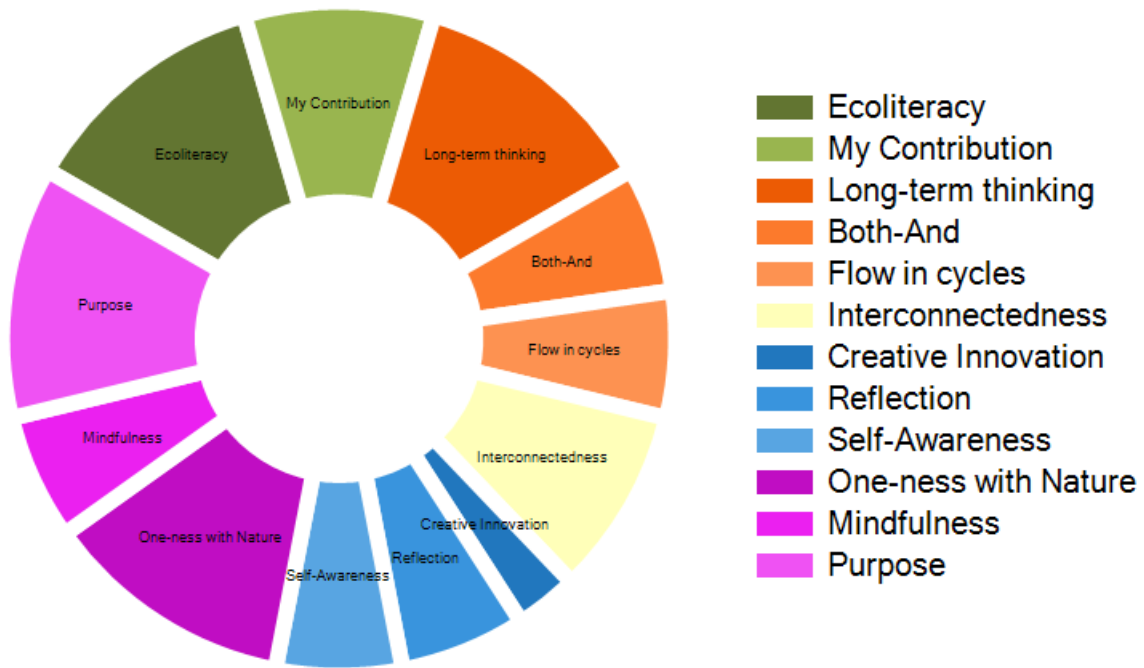 My Contribution
Ecoliteracy
Long-term thinking
Both-And
Purpose
Flow in cycles
Mindfulness
Interconnectedness
One-ness with Nature
Creative Innovation
Reflection
Self-Awareness
Ecoliteracy
My Contribution
Long-term thinking
Both-And
Flow in cycles
Interconnectedness
Creative Innovation
Reflection
Self-Awareness
One-ness with Nature
Mindfulness
Purpose